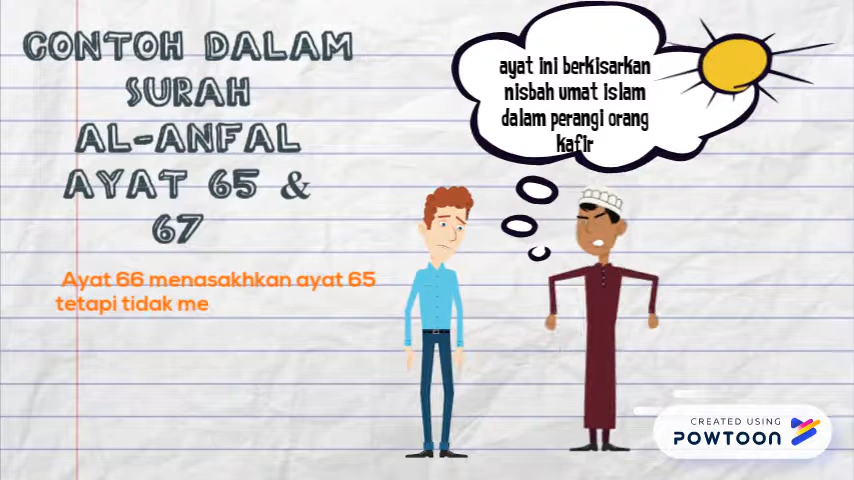 CONTOH DALAM
SURAH
AL-ANFAL
AYAT 65 &
67
Ayat 66 menasakhkan ayat 65
tetapi tidak me
ayat ini berkisarkan
nisbah umat islam
dalam perangi orang
kafir
CREATED USING
POWTOON